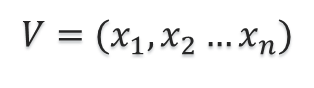 V = (x₁, x₂ … xₙ)